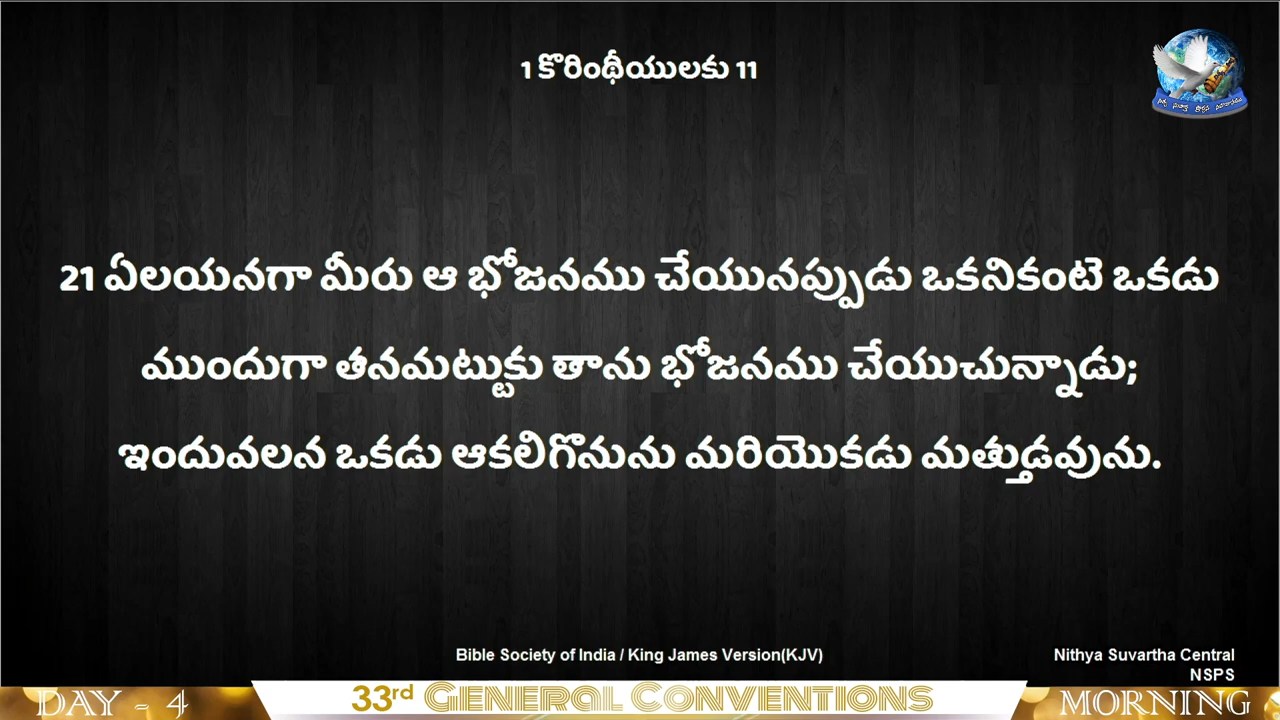 1 కొరింథీయులకు 11
21 ఏలయనగా మీరు ఆ భోజనము చేయునప్పుడు ఒకనికంటె ఒకడు
ముందుగా తనమట్టుకు తాను భోజనము చేయుచున్నాడు;
ఇందువలన ఒకడు ఆకలిగొనును మరియొకడు మత్తుడవును.
Bible Society of India / King James Version(KJV)
Nithya Suvartha Central
NSPS
DAY - 4
33rd GENERAL CONVENTIONS
MORNING